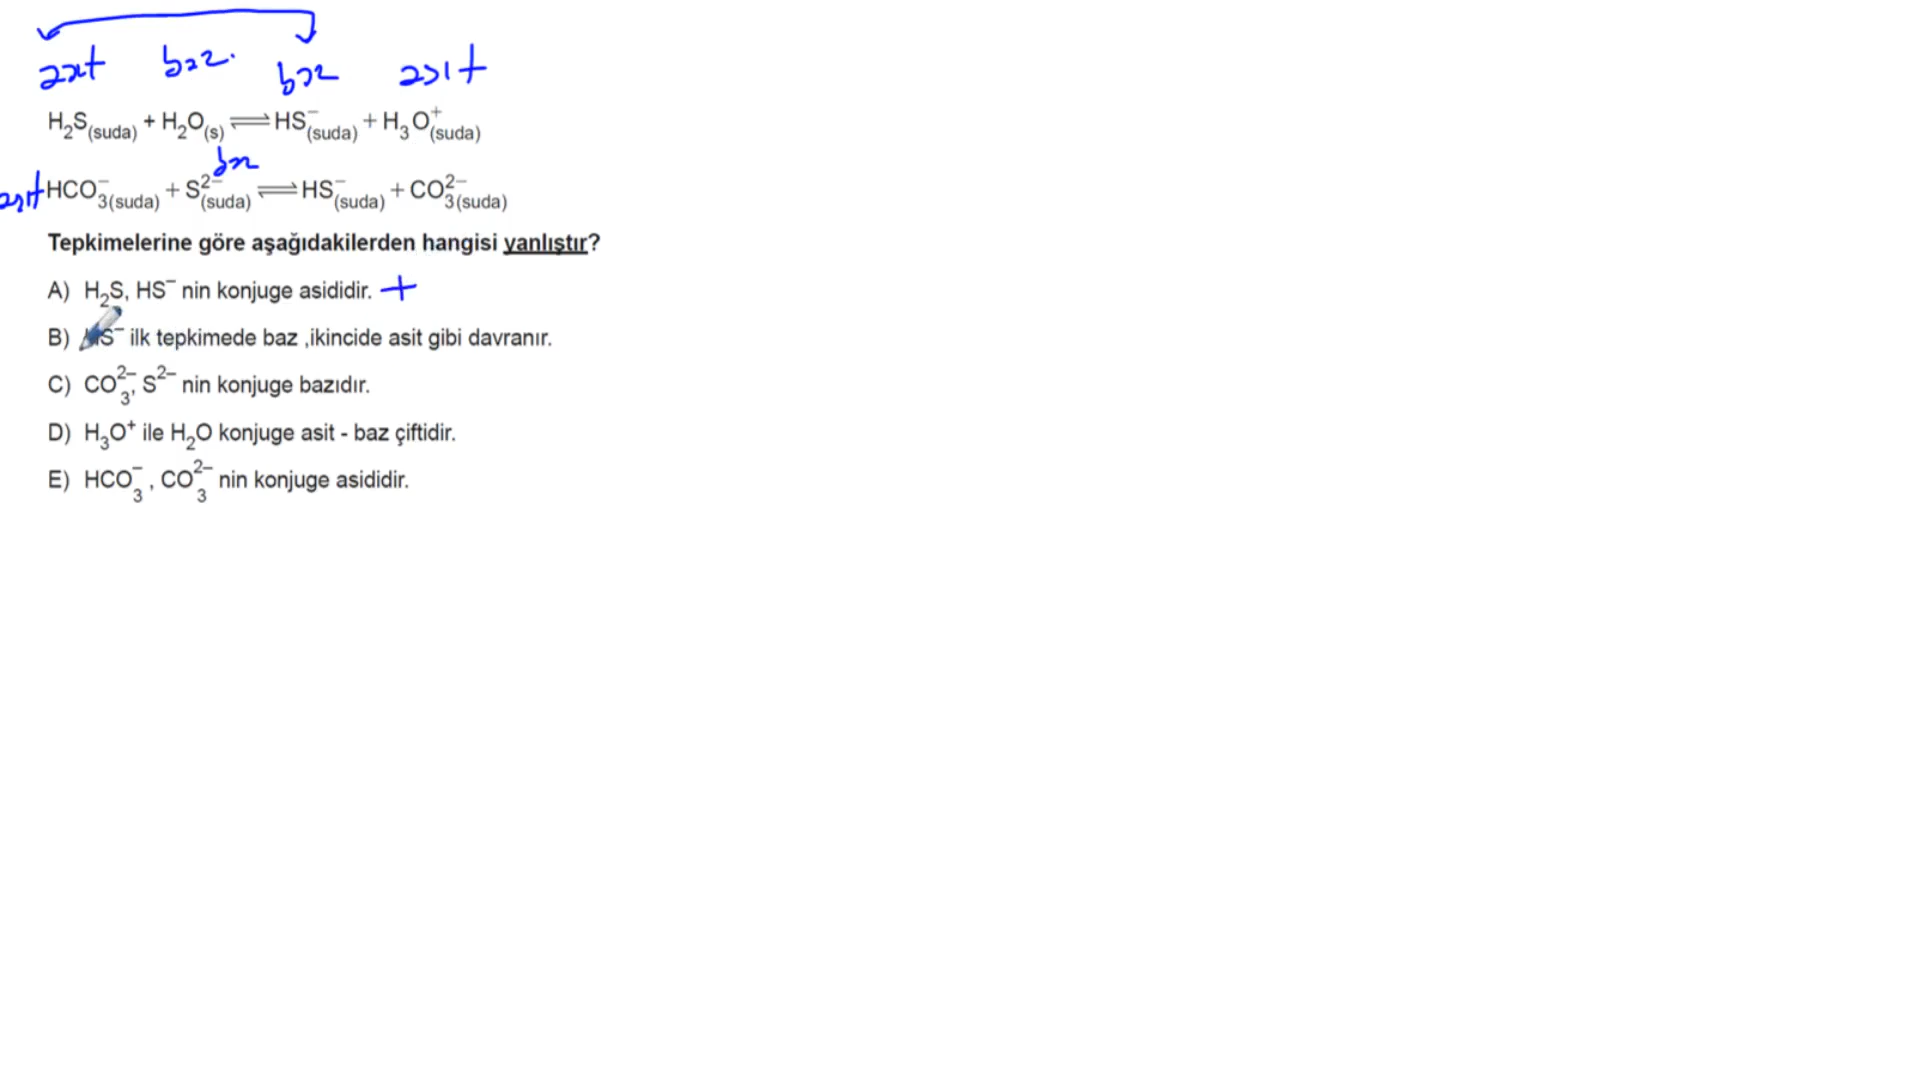 asit baz. baz asit
H₂S(suda) + H₂O(s) ⇌ HS⁻(suda) + H₃O⁺(suda)
baz
asit HCO₃⁻(suda) + S²⁻(suda) ⇌ HS⁻(suda) + CO₃²⁻(suda)
Tepkimelerine göre aşağıdakilerden hangisi yanlıştır?
A) H₂S, HS⁻ nin konjuge asididir. +
B) HS⁻ ilk tepkimede baz ,ikincide asit gibi davranır.
C) CO₃²⁻, S²⁻ nin konjuge bazıdır.
D) H₃O⁺ ile H₂O konjuge asit - baz çiftidir.
E) HCO₃⁻ , CO₃²⁻ nin konjuge asididir.